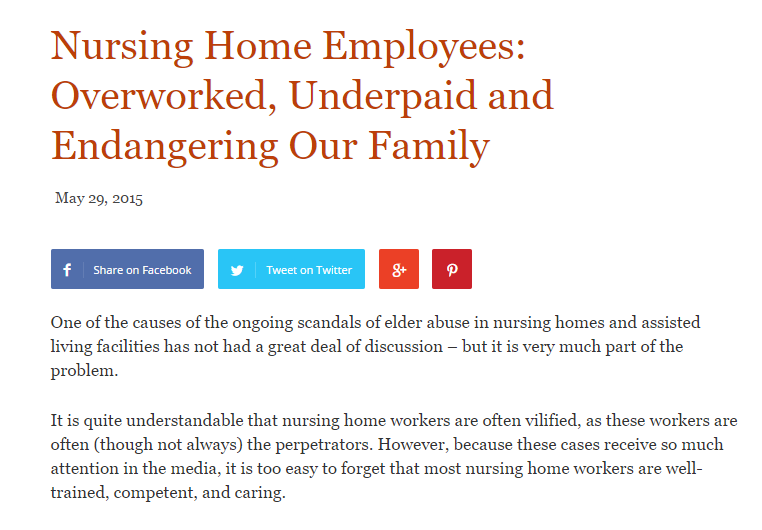 Nursing Home Employees:
Overworked, Underpaid and
Endangering Our Family
May 29, 2015
f Share on Facebook
Tweet on Twitter
g+
One of the causes of the ongoing scandals of elder abuse in nursing homes and assisted
living facilities has not had a great deal of discussion – but it is very much part of the
problem.
It is quite understandable that nursing home workers are often vilified, as these workers are
often (though not always) the perpetrators. However, because these cases receive so much
attention in the media, it is too easy to forget that most nursing home workers are well-
trained, competent, and caring.